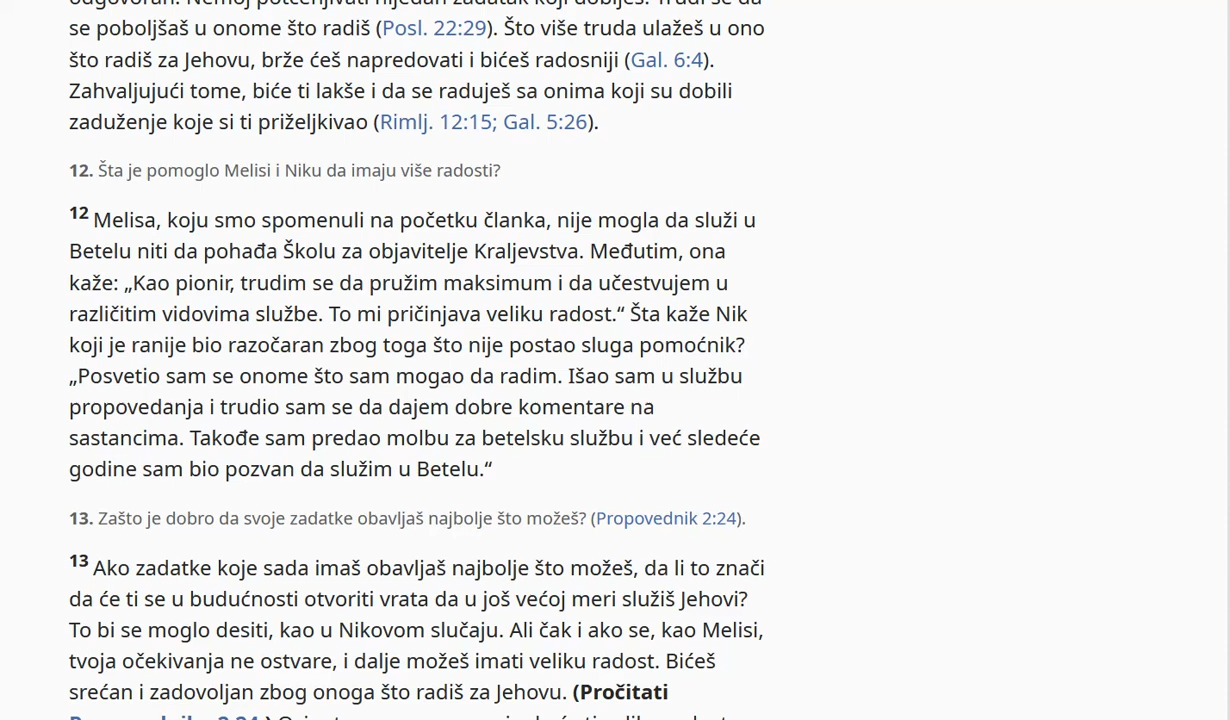 se poboljšaš u onome što radiš (Posl. 22:29). Što više truda ulažeš u ono
što radiš za Jehovu, brže ćeš napredovati i bićeš radosniji (Gal. 6:4).
Zahvaljujući tome, biće ti lakše i da se raduješ sa onima koji su dobili
zaduženje koje si ti priželjkivao (Rimlj. 12:15; Gal. 5:26).
12. Šta je pomoglo Melisi i Niku da imaju više radosti?
12 Melisa, koju smo spomenuli na početku članka, nije mogla da služi u
Betelu niti da pohađa Školu za objavitelje Kraljevstva. Međutim, ona
kaže: „Kao pionir, trudim se da pružim maksimum i da učestvujem u
različitim vidovima službe. To mi pričinjava veliku radost.“ Šta kaže Nik
koji je ranije bio razočaran zbog toga što nije postao sluga pomoćnik?
„Posvetio sam se onome što sam mogao da radim. Išao sam u službu
propovedanja i trudio sam se da dajem dobre komentare na
sastancima. Takođe sam predao molbu za betelsku službu i već sledeće
godine sam bio pozvan da služim u Betelu.“
13. Zašto je dobro da svoje zadatke obavljaš najbolje što možeš? (Propovednik 2:24).
13 Ako zadatke koje sada imaš obavljaš najbolje što možeš, da li to znači
da će ti se u budućnosti otvoriti vrata da u još većoj meri služiš Jehovi?
To bi se moglo desiti, kao u Nikovom slučaju. Ali čak i ako se, kao Melisi,
tvoja očekivanja ne ostvare, i dalje možeš imati veliku radost. Bićeš
srećan i zadovoljan zbog onoga što radiš za Jehovu. (Pročitati